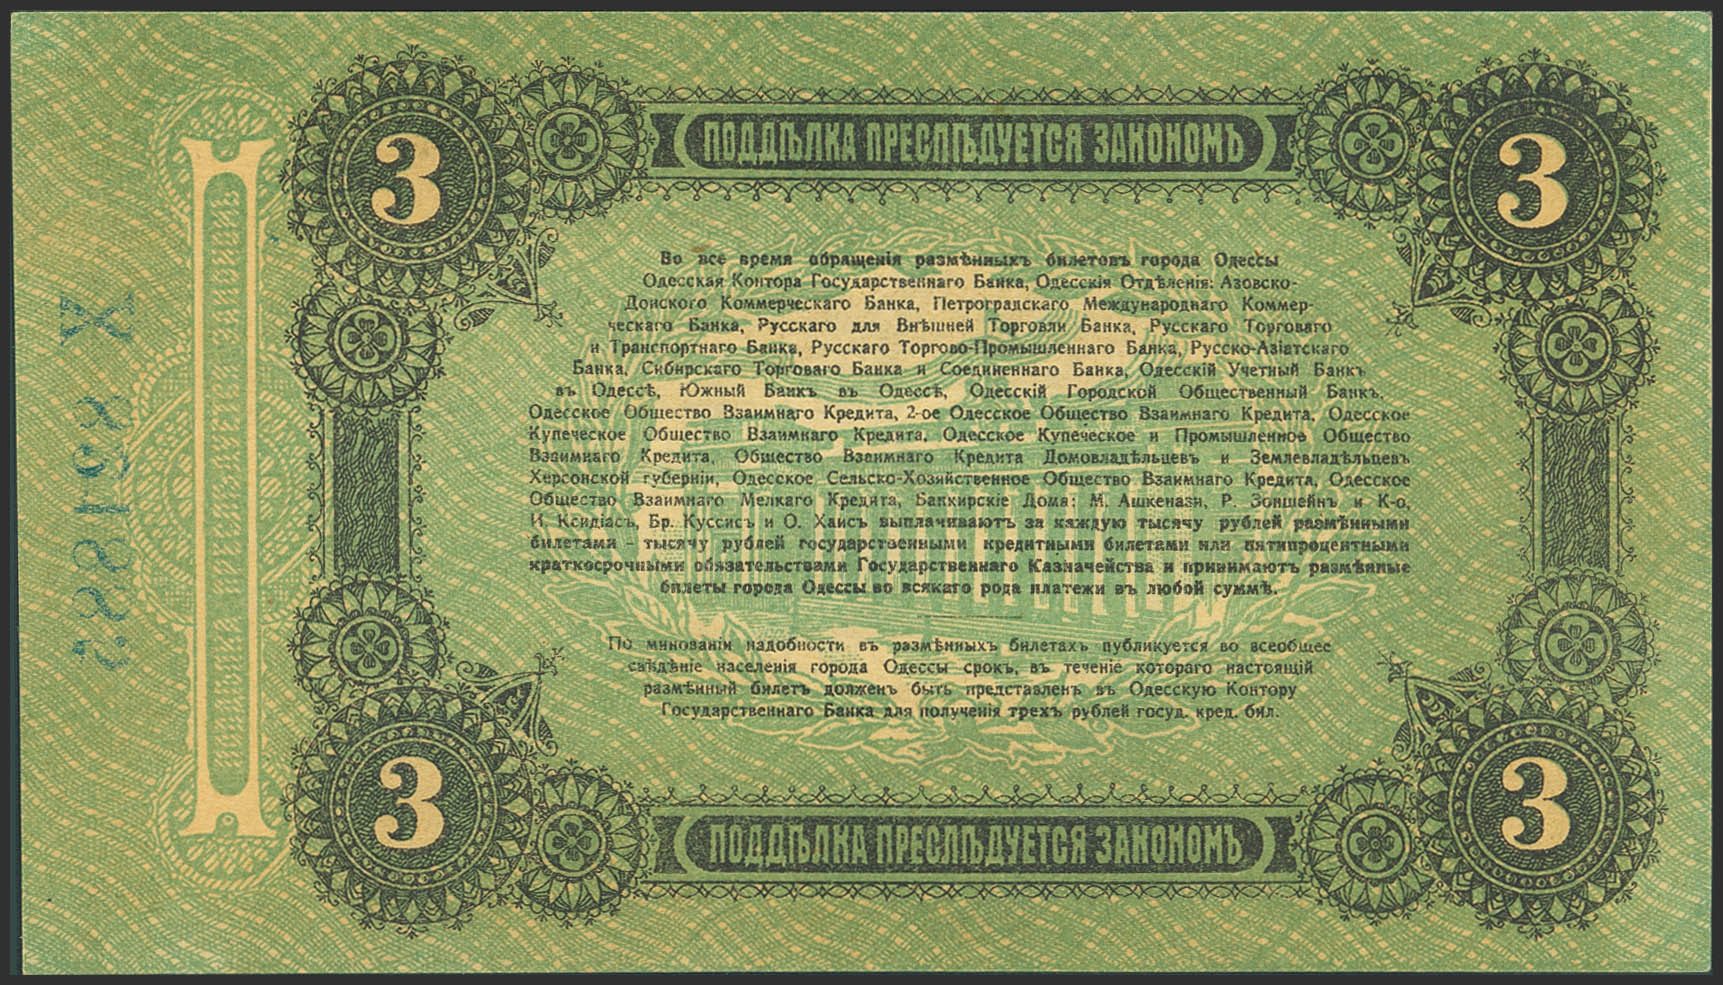 3
ПОДДѢЛКА ПРЕСЛѢДУЕТСЯ ЗАКОНОМЪ
3
Во все время обращенія размѣнныхъ билетовъ города Одессы
Одесская Контора Государственнаго Банка, Одесскія Отдѣленія: Азовско-
Донского Коммерческаго Банка, Петроградскаго Международнаго Коммер-
ческаго Банка, Русскаго для Внѣшней Торговли Банка, Русскаго Торговаго
и Транспортнаго Банка, Русскаго Торгово-Промышленнаго Банка, Русско-Азіатскаго
Банка, Сибирскаго Торговаго Банка и Соединеннаго Банка, Одесскій Учетный Банкъ
въ Одессѣ, Южный Банкъ въ Одессѣ, Одесскій Городской Общественный Банкъ,
Одесское Общество Взаимнаго Кредита, 2-ое Одесское Общество Взаимнаго Кредита, Одесское
Купеческое Общество Взаимнаго Кредита, Одесское Купеческое и Промышленное Общество
Взаимнаго Кредита, Общество Взаимнаго Кредита Домовладѣльцевъ и Землевладѣльцевъ
Херсонской губерніи, Одесское Сельско-Хозяйственное Общество Взаимнаго Кредита, Одесское
Общество Взаимнаго Мелкаго Кредита, Банкирскіе Дома: М. Ашкенази, Р. Зоншейнъ и К-о,
И. Ксидіасъ, Бр. Куссисъ и О. Хаисъ выплачиваютъ за каждую тысячу рублей размѣнными
билетами - тысячу рублей государственными кредитными билетами или пятипроцентными
краткосрочными обязательствами Государственнаго Казначейства и принимаютъ размѣнные
билеты города Одессы во всякаго рода платежи въ любой суммѣ.
По минованіи надобности въ размѣнныхъ билетахъ публикуется во всеобщее
свѣдѣніе населенія города Одессы срокъ, въ теченіе котораго настоящій
размѣнный билетъ долженъ быть представленъ въ Одесскую Контору
Государственнаго Банка для полученія трехъ рублей госуд. кред. бил.
3
ПОДДѢЛКА ПРЕСЛѢДУЕТСЯ ЗАКОНОМЪ
3